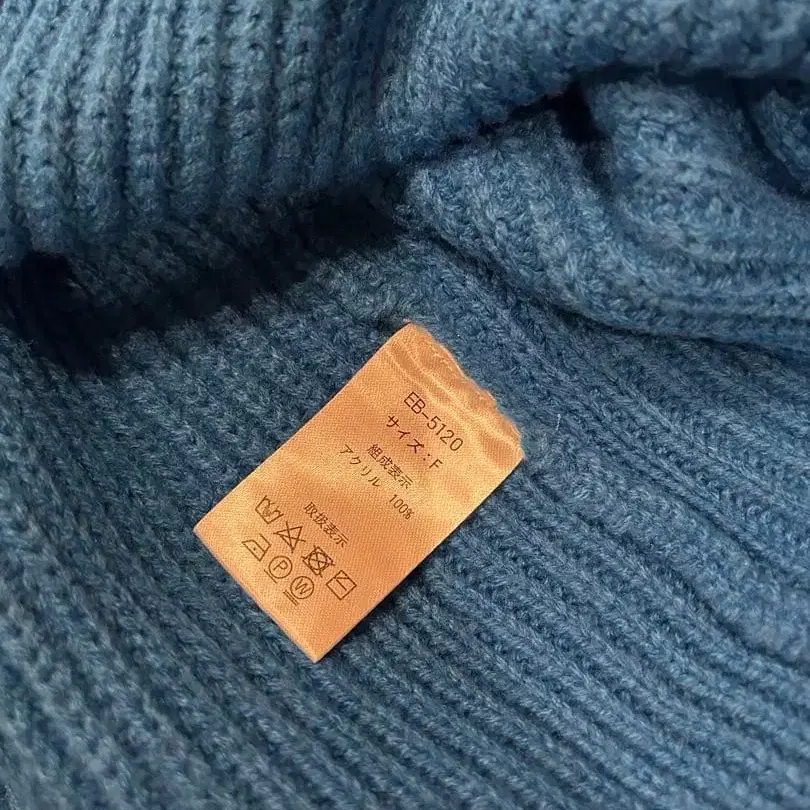 EB-5120
サイズ:F
組成表示
アクリル 100%
取扱表示
P W